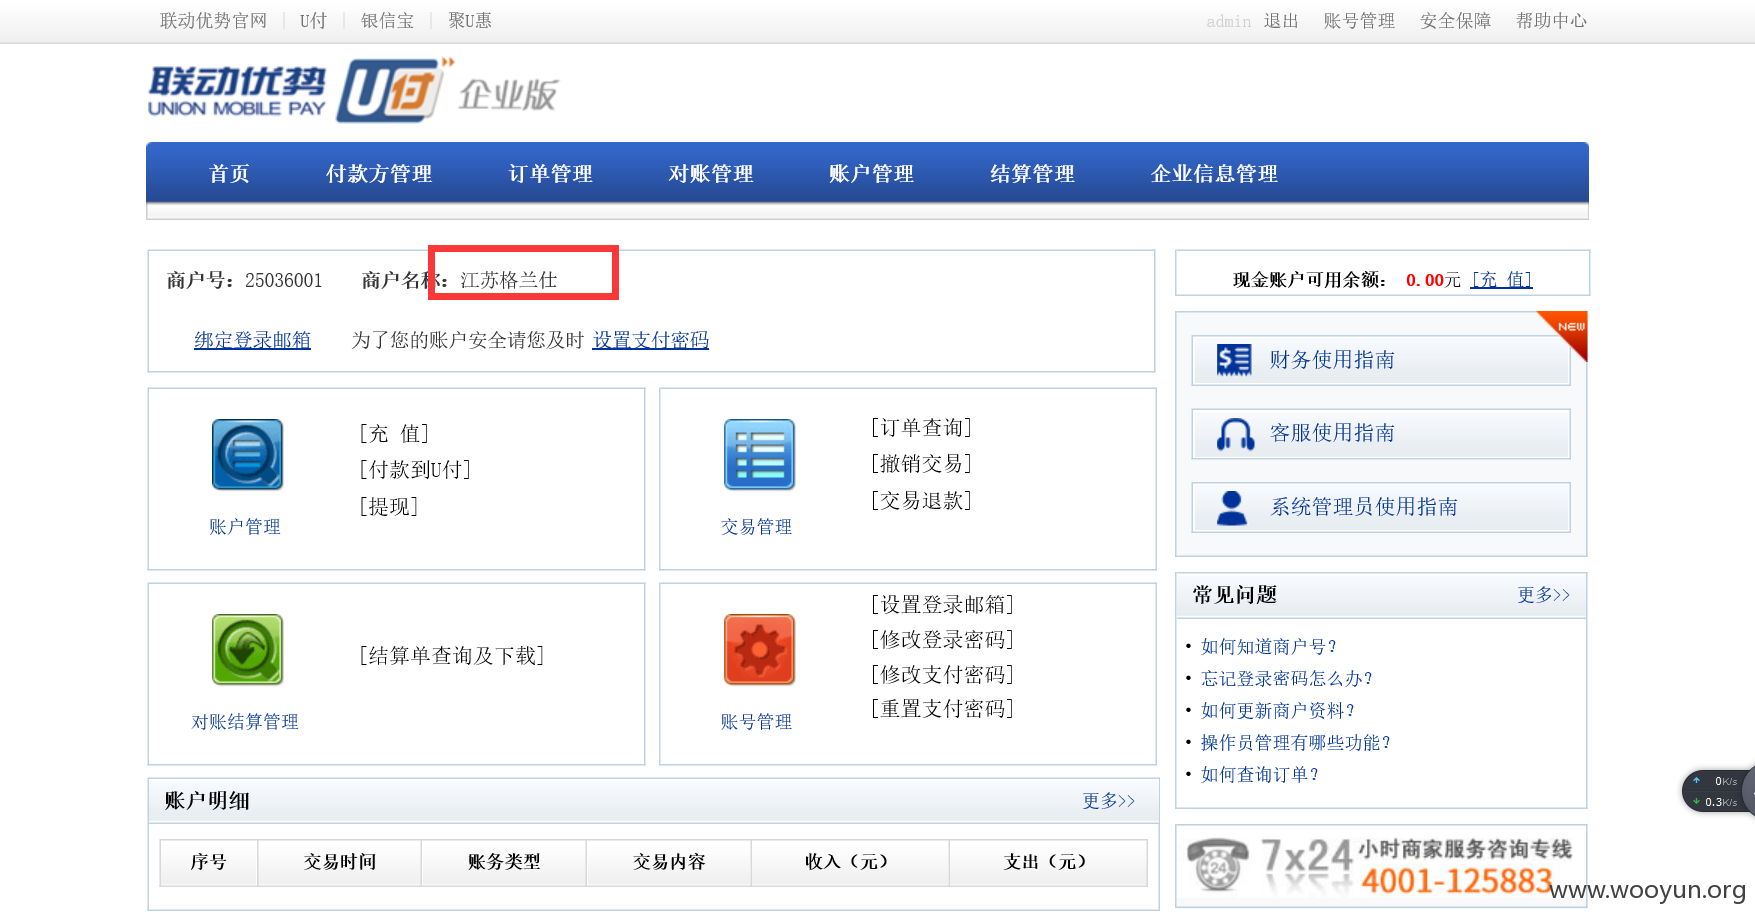 联动优势官网 | U付 | 银信宝 | 聚U惠 admin 退出 账号管理 安全保障 帮助中心
联动优势 UNION MOBILE PAY U付 企业版
首页 付款方管理 订单管理 对账管理 账户管理 结算管理 企业信息管理
商户号：25036001 商户名称：江苏格兰仕
绑定登录邮箱 为了您的账户安全请您及时 设置支付密码
现金账户可用余额： 0.00元 [充 值]
NEW
财务使用指南
客服使用指南
系统管理员使用指南
[充 值]
[付款到U付]
[提现]
账户管理
[订单查询]
[撤销交易]
[交易退款]
交易管理
[结算单查询及下载]
对账结算管理
[设置登录邮箱]
[修改登录密码]
[修改支付密码]
[重置支付密码]
账号管理
常见问题 更多>>
• 如何知道商户号？
• 忘记登录密码怎么办？
• 如何更新商户资料？
• 操作员管理有哪些功能？
• 如何查询订单？
账户明细 更多>>
序号 交易时间 账务类型 交易内容 收入（元） 支出（元）
0K/s
0.3K/s
24
7x24 小时商家服务咨询专线
4001-125883
www.wooyun.org